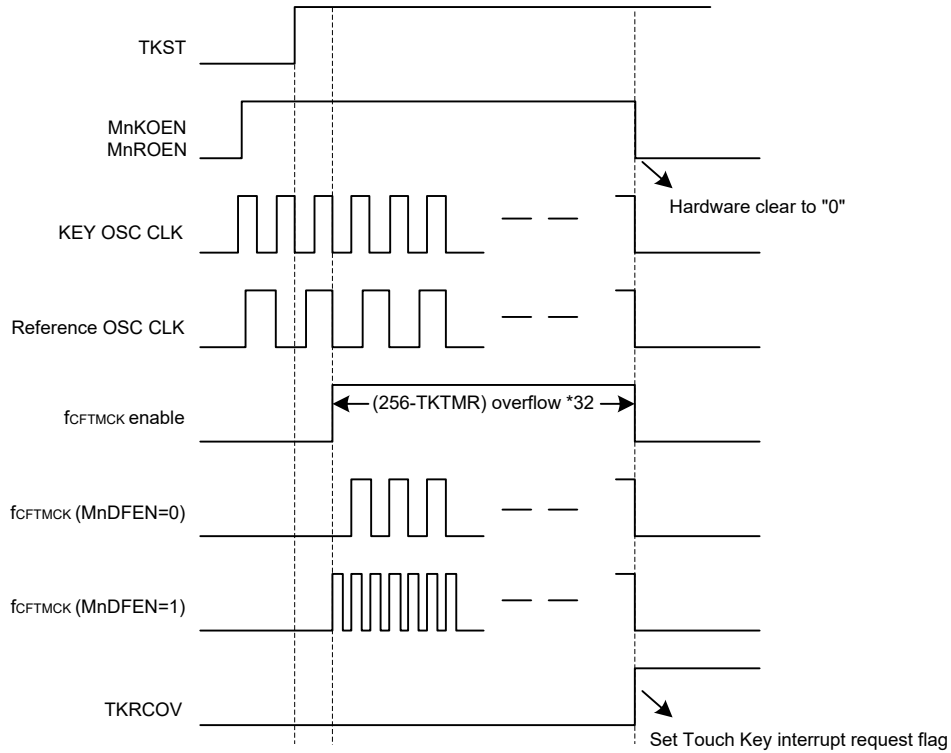 TKST
MnKOEN
MnROEN
Hardware clear to "0"
KEY OSC CLK
Reference OSC CLK
(256-TKTMR) overflow *32
fCFTMCK enable
fCFTMCK (MnDFEN=0)
fCFTMCK (MnDFEN=1)
TKRCOV
Set Touch Key interrupt request flag